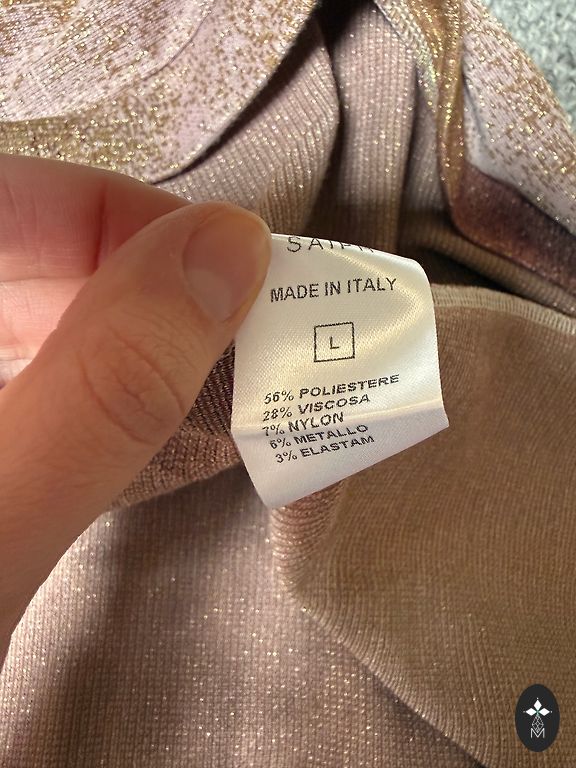 MADE IN ITALY
L
56% POLIESTERE
28% VISCOSA
7% NYLON
6% METALLO
3% ELASTAM
M